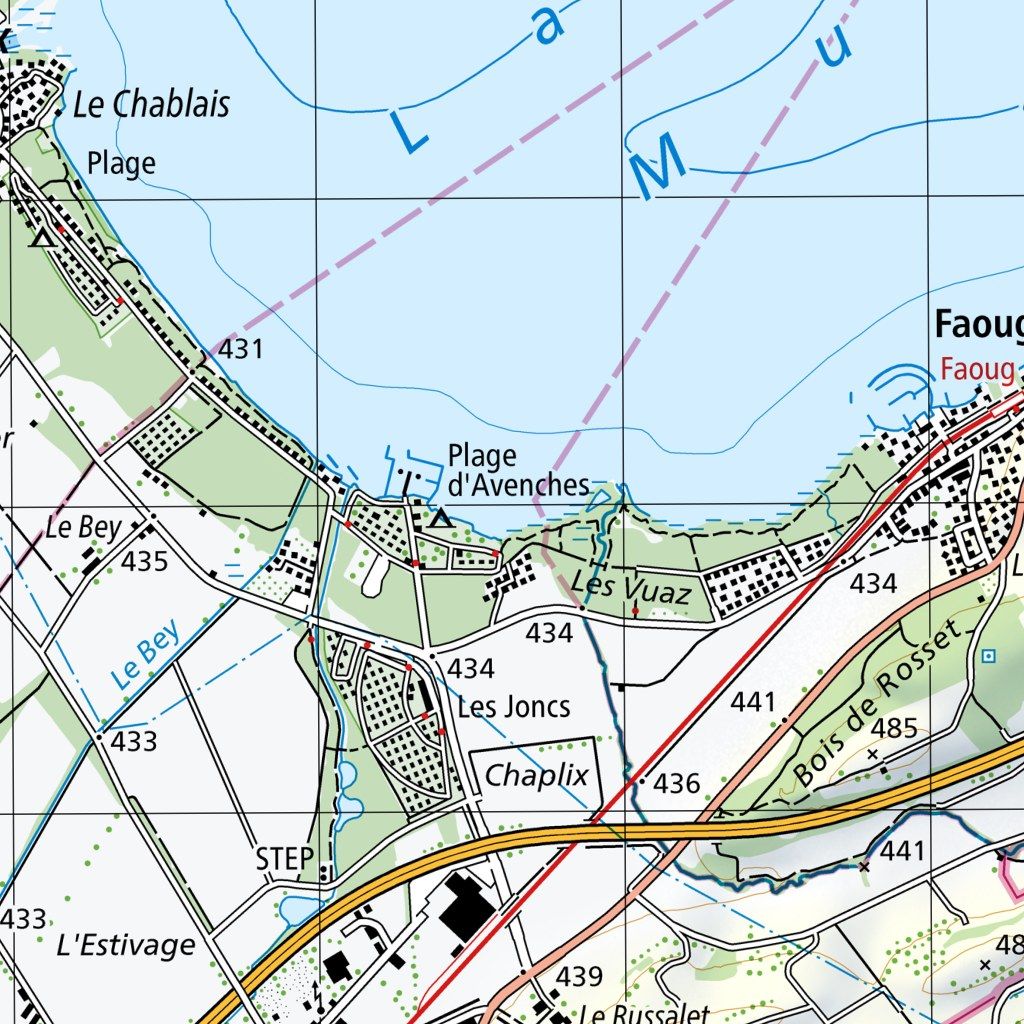 L a
M u
Le Chablais
Plage
Faoug
431
Plage
d'Avenches
Le Bey
435
Les Vuaz
434
434
434
Le Bey
Bois de Rosset
433
Les Joncs
441
485
Chaplix
436
STEP
441
433
L'Estivage
439
Le Russalet